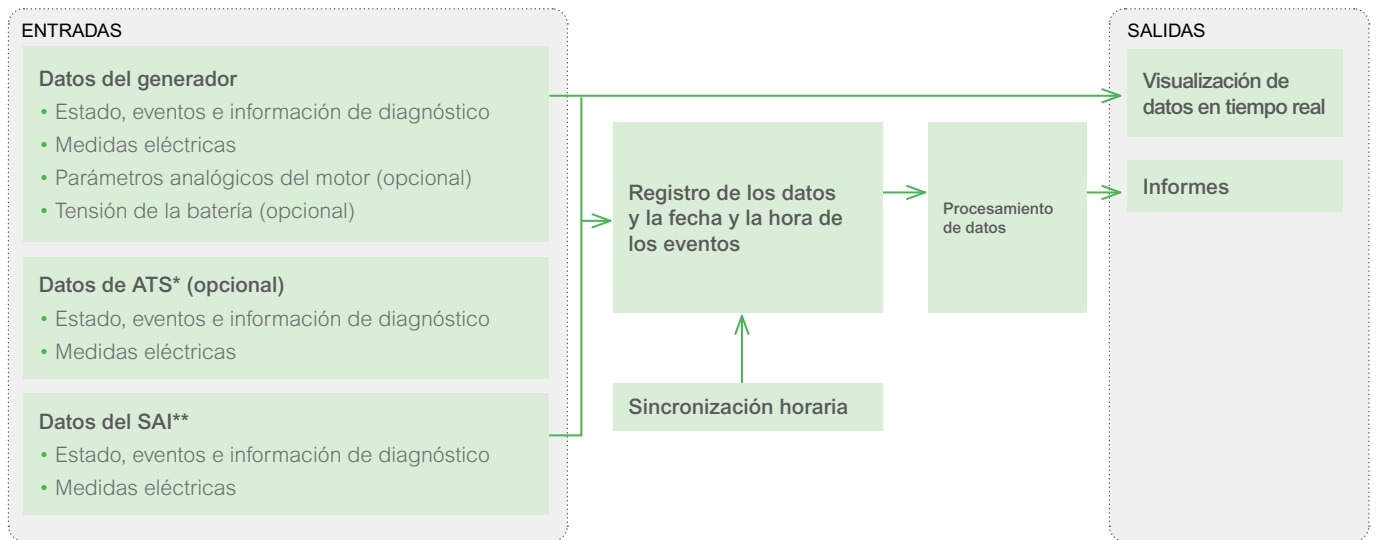 ENTRADAS
Datos del generador
• Estado, eventos e información de diagnóstico
• Medidas eléctricas
• Parámetros analógicos del motor (opcional)
• Tensión de la batería (opcional)
Datos de ATS* (opcional)
• Estado, eventos e información de diagnóstico
• Medidas eléctricas
Datos del SAI**
• Estado, eventos e información de diagnóstico
• Medidas eléctricas
Registro de los datos
y la fecha y la hora de
los eventos
Sincronización horaria
Procesamiento
de datos
SALIDAS
Visualización de
datos en tiempo real
Informes